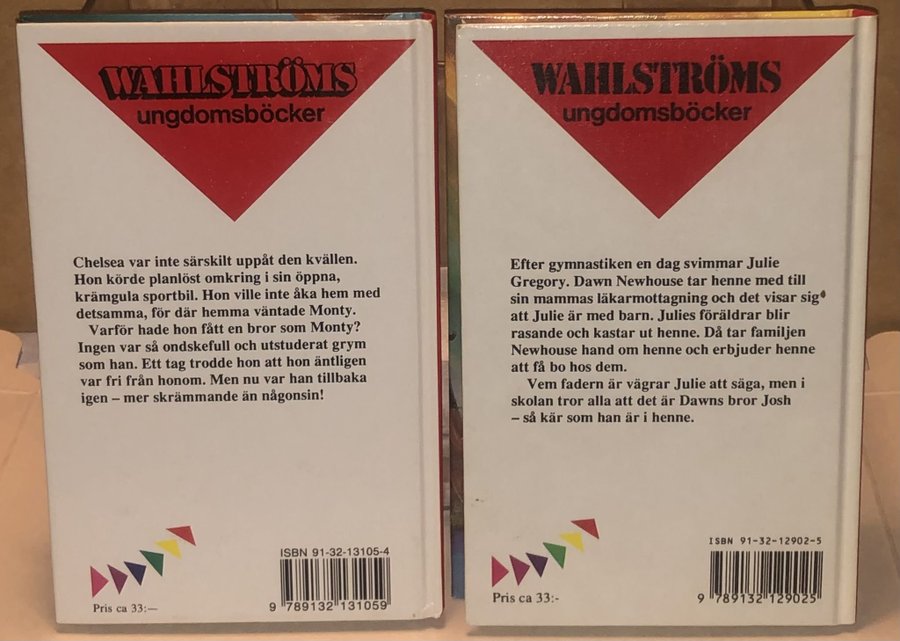 WAHLSTRÖMS
ungdomsböcker
Chelsea var inte särskilt uppåt den kvällen.
Hon körde planlöst omkring i sin öppna,
krämgula sportbil. Hon ville inte åka hem med
detsamma, för där hemma väntade Monty.
Varför hade hon fått en bror som Monty?
Ingen var så ondskefull och utstuderat grym
som han. Ett tag trodde hon att hon äntligen
var fri från honom. Men nu var han tillbaka
igen – mer skrämmande än någonsin!
Pris ca 33:—
ISBN 91-32-13105-4
9 789132 131059
WAHLSTRÖMS
ungdomsböcker
Efter gymnastiken en dag svimmar Julie
Gregory. Dawn Newhouse tar henne med till
sin mammas läkarmottagning och det visar sig
att Julie är med barn. Julies föräldrar blir
rasande och kastar ut henne. Då tar familjen
Newhouse hand om henne och erbjuder henne
att få bo hos dem.
Vem fadern är vägrar Julie att säga, men i
skolan tror alla att det är Dawns bror Josh
– så kär som han är i henne.
Pris ca 33:-
ISBN 91-32-12902-5
9 789132 129025